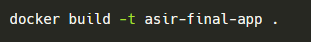 docker build -t asir-final-app .